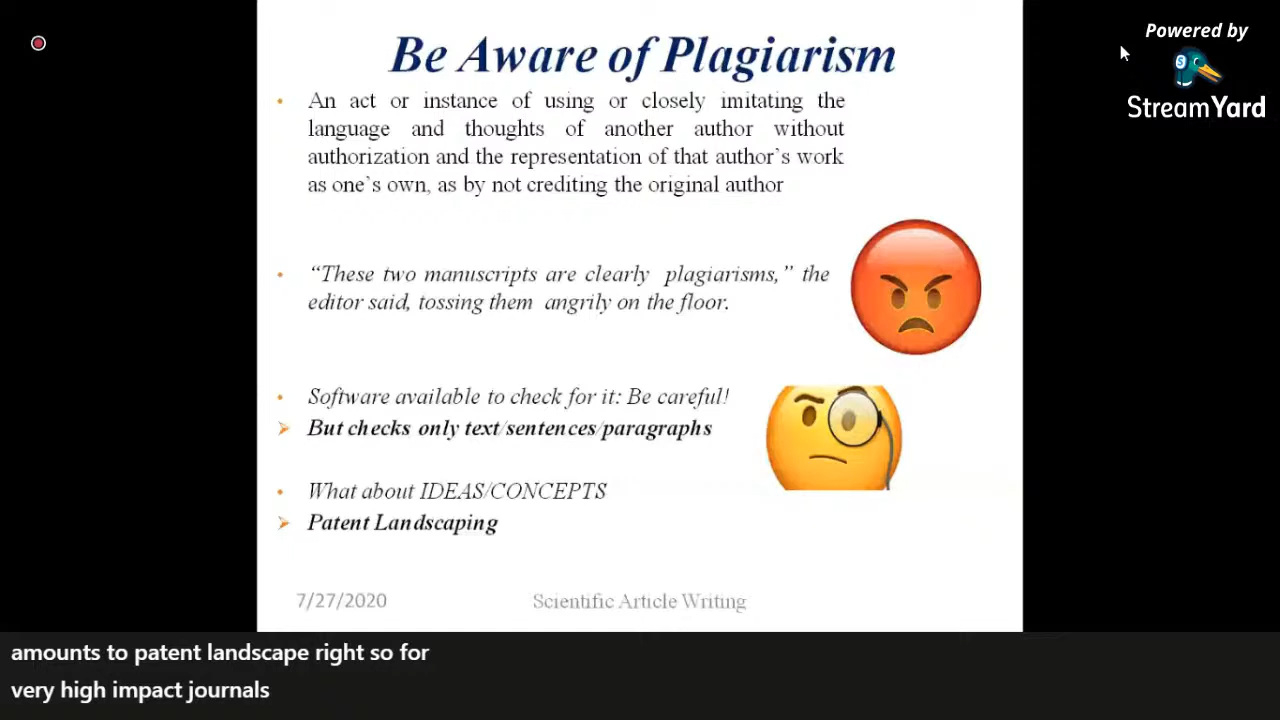 Be Aware of Plagiarism
Powered by
StreamYard
• An act or instance of using or closely imitating the
language and thoughts of another author without
authorization and the representation of that author`s work
as one`s own, as by not crediting the original author
• “These two manuscripts are clearly plagiarisms,” the
editor said, tossing them angrily on the floor.
• Software available to check for it: Be careful!
➢ But checks only text/sentences/paragraphs
• What about IDEAS/CONCEPTS
➢ Patent Landscaping
7/27/2020
Scientific Article Writing
amounts to patent landscape right so for
very high impact journals